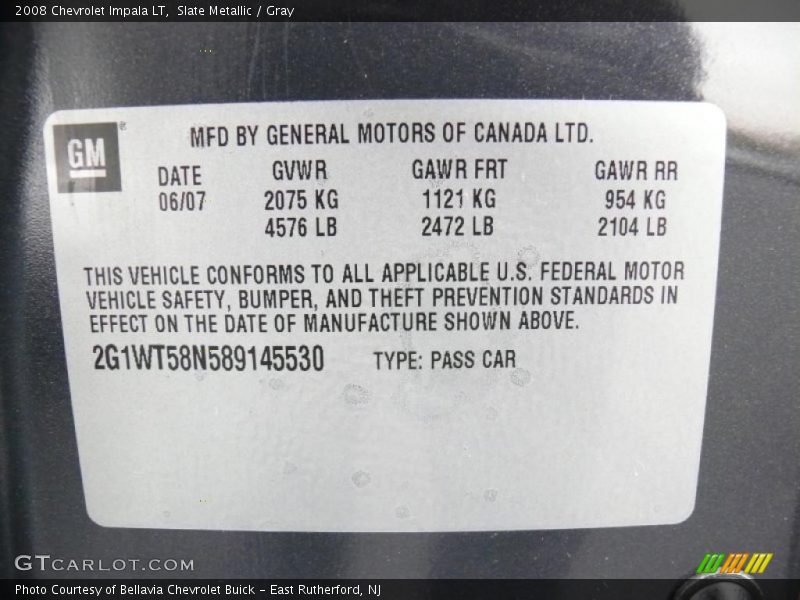 2008 Chevrolet Impala LT, Slate Metallic / Gray
GM
®
MFD BY GENERAL MOTORS OF CANADA LTD.
DATE GVWR GAWR FRT GAWR RR
06/07 2075 KG 1121 KG 954 KG
4576 LB 2472 LB 2104 LB
THIS VEHICLE CONFORMS TO ALL APPLICABLE U.S. FEDERAL MOTOR
VEHICLE SAFETY, BUMPER, AND THEFT PREVENTION STANDARDS IN
EFFECT ON THE DATE OF MANUFACTURE SHOWN ABOVE.
2G1WT58N589145530 TYPE: PASS CAR
GTCARLOT.COM
Photo Courtesy of Bellavia Chevrolet Buick - East Rutherford, NJ